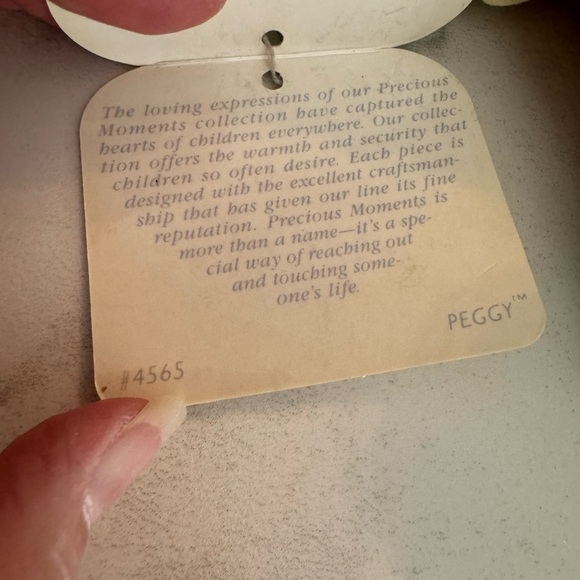 The loving expressions of our Precious
Moments collection have captured the
hearts of children everywhere. Our collec-
tion offers the warmth and security that
children so often desire. Each piece is
designed with the excellent craftsman-
ship that has given our line its fine
reputation. Precious Moments is
more than a name—it's a spe-
cial way of reaching out
and touching some-
one's life.
PEGGY™
#4565